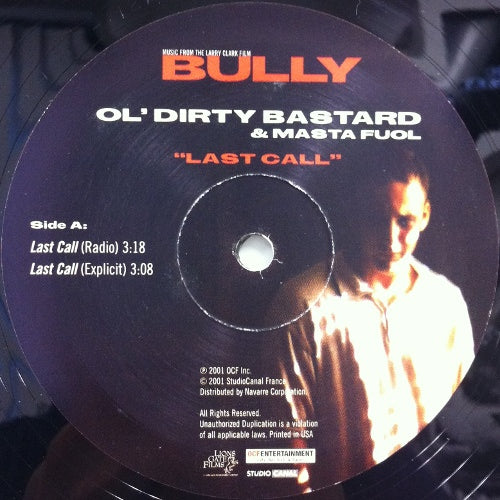 MUSIC FROM THE LARRY CLARK FILM
BULLY
OL' DIRTY BASTARD
& MASTA FUOL
"LAST CALL"
Side A:
Last Call (Radio) 3:18
Last Call (Explicit) 3:08
℗ 2001 OCF Inc.
© 2001 StudioCanal France
Distributed by Navarre Corporation.
All Rights Reserved.
Unauthorized Duplication is a violation
of all applicable laws. Printed in USA
LIONS
GATE
FILMS
OCFENTERTAINMENT
STUDIO CANAL